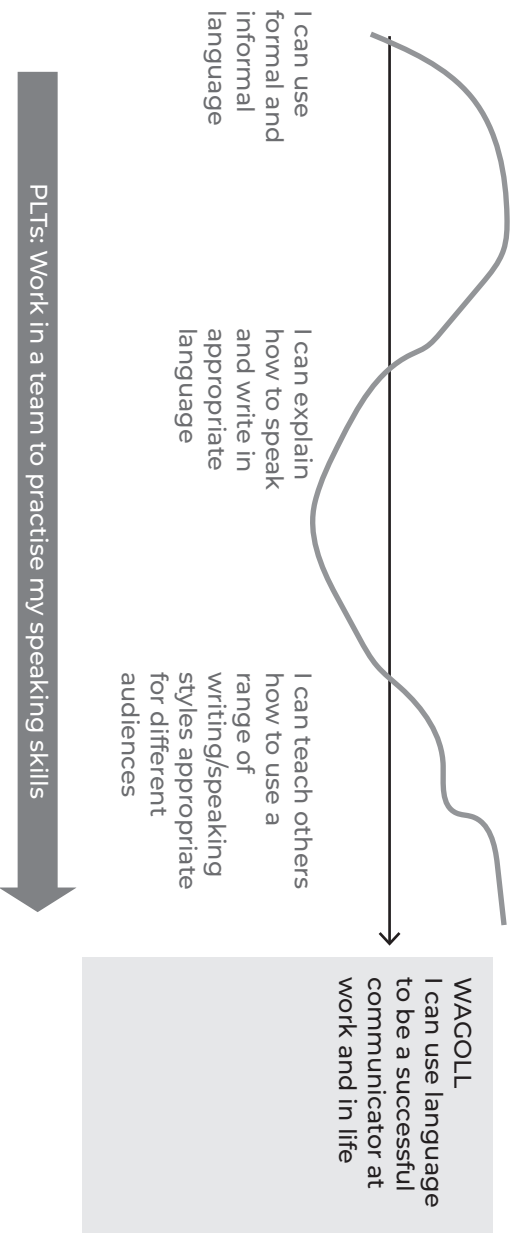 I can use
formal and
informal
language
I can explain
how to speak
and write in
appropriate
language
I can teach others
how to use a
range of
writing/speaking
styles appropriate
for different
audiences
WAGOLL
I can use language
to be a successful
communicator at
work and in life
PLTs: Work in a team to practise my speaking skills